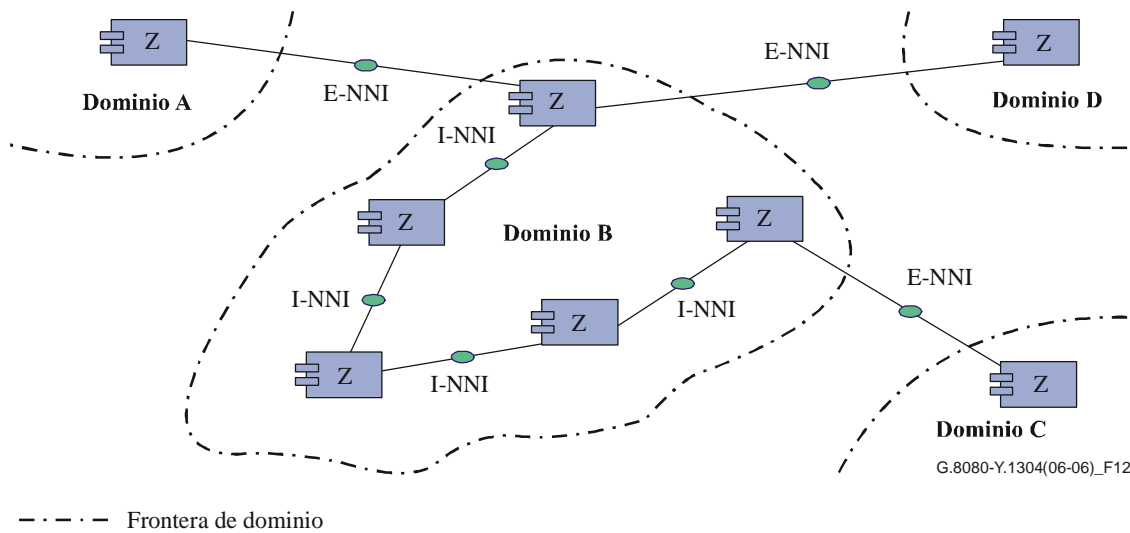 Z
Z
E-NNI
E-NNI
Dominio A
Z
Dominio D
I-NNI
Z
Z
Dominio B
E-NNI
I-NNI
I-NNI
Z
Z
I-NNI
Z
Dominio C
G.8080-Y.1304(06-06)_F12
Frontera de dominio